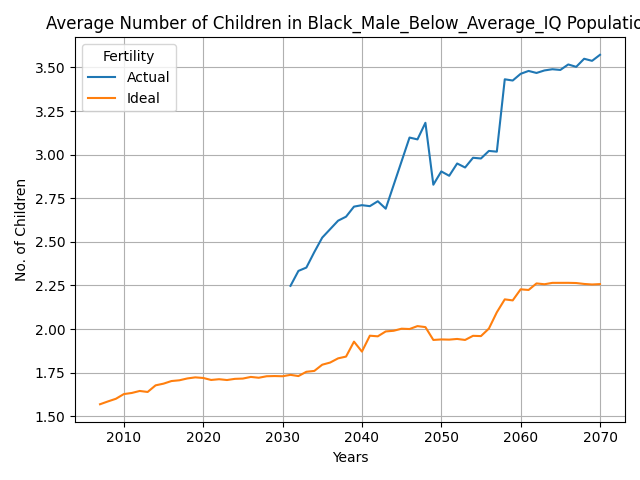 Average Number of Children in Black_Male_Below_Average_IQ Populatio
Fertility
Actual
Ideal
No. of Children
3.50
3.25
3.00
2.75
2.50
2.25
2.00
1.75
1.50
2010 2020 2030 2040 2050 2060 2070
Years